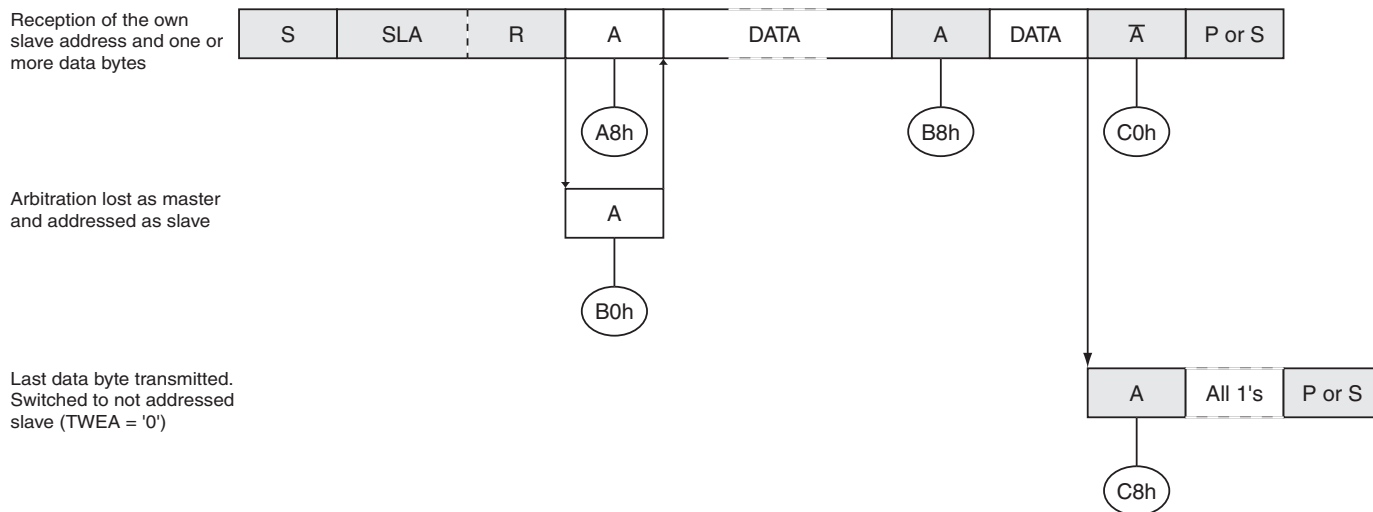 Reception of the own
slave address and one or
more data bytes
S SLA R A DATA A DATA A̅ P or S
A8h B8h C0h
Arbitration lost as master
and addressed as slave
A
B0h
Last data byte transmitted.
Switched to not addressed
slave (TWEA = '0')
A All 1's P or S
C8h